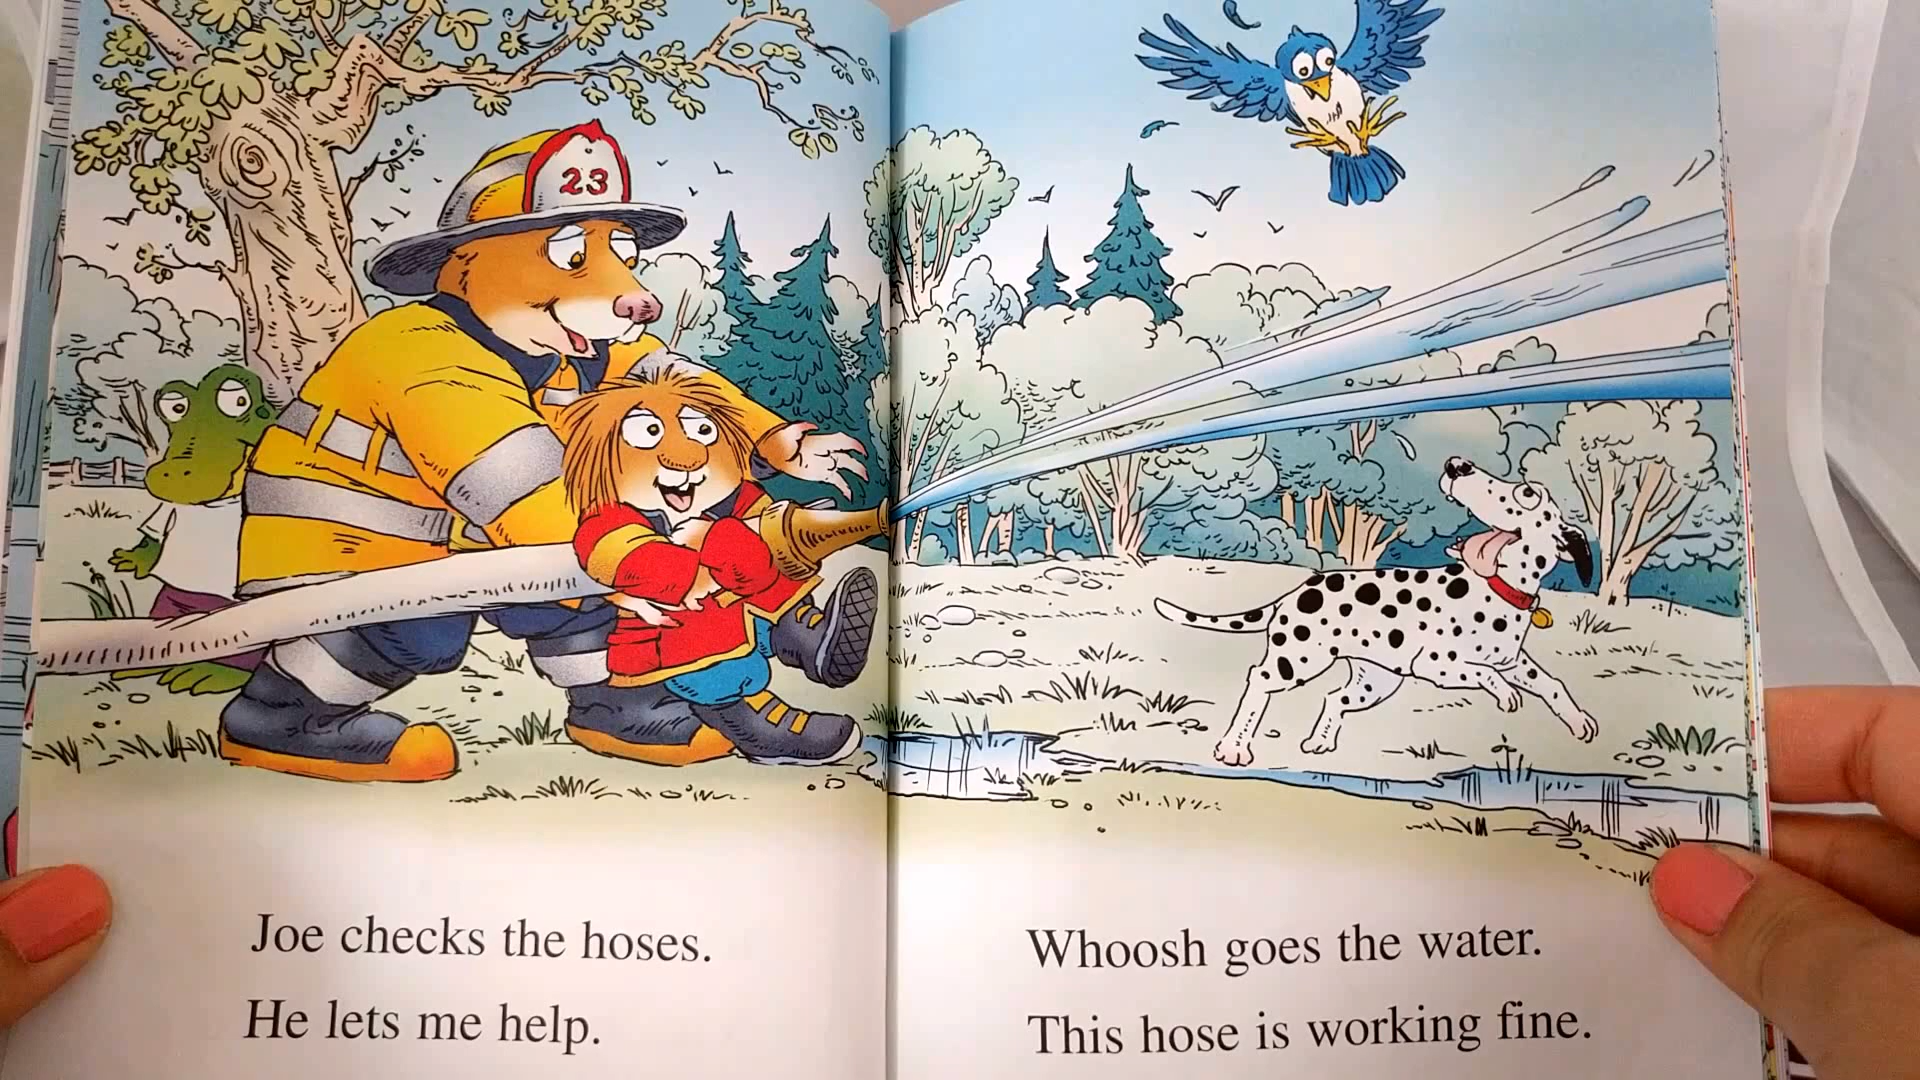 23
Joe checks the hoses.
He lets me help.
Whoosh goes the water.
This hose is working fine.